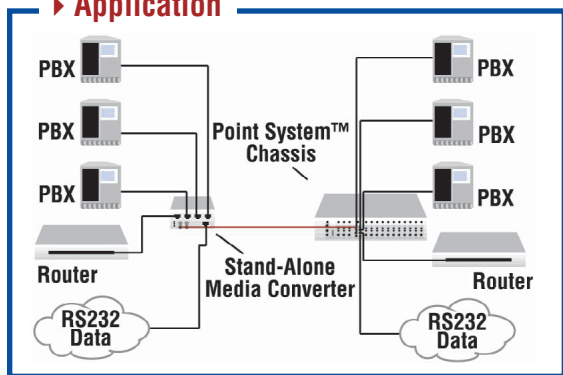 Application
PBX
PBX
PBX
Router
RS232
Data
Point System™
Chassis
Stand-Alone
Media Converter
PBX
PBX
PBX
Router
RS232
Data